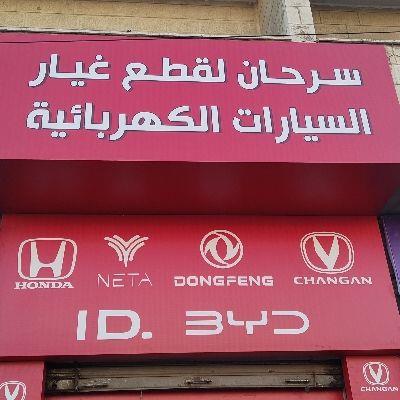 سرحان لقطع غيار
السيارات الكهربائية
HONDA NETA DONGFENG CHANGAN
ID. BYD
CHANGAN